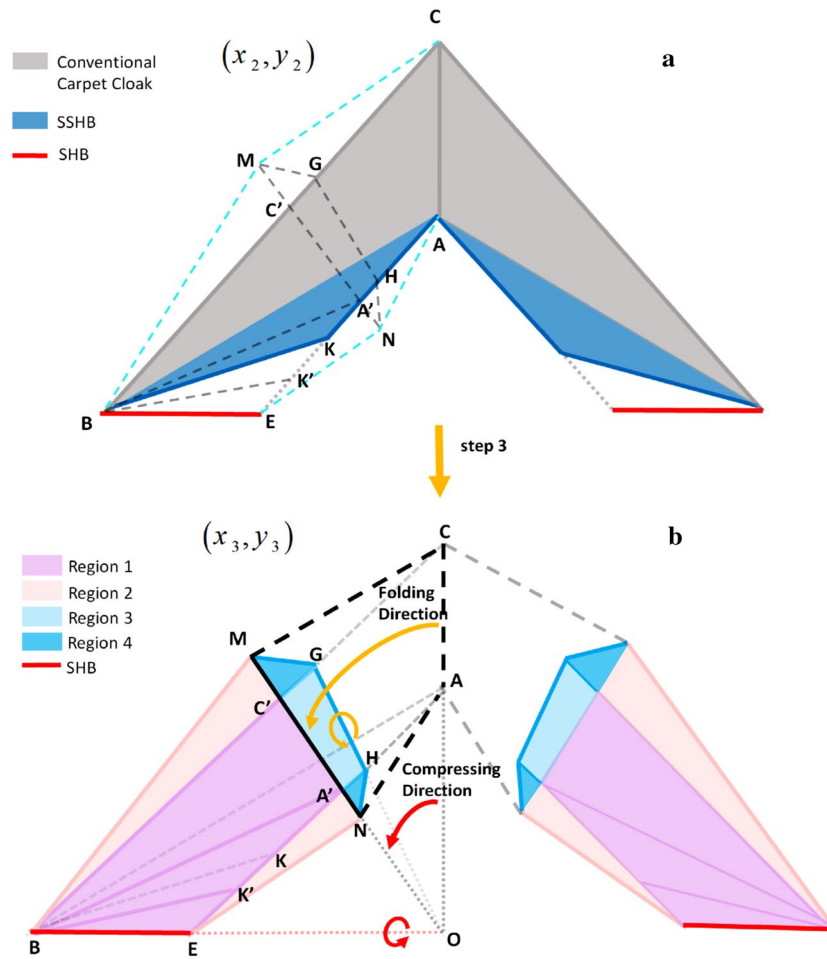 C
(x₂, y₂)
a
Conventional
Carpet Cloak
SSHB
SHB
M
G
C'
A
H
A'
N
K
K'
B
E
step 3
(x₃, y₃)
C
b
Region 1
Region 2
Region 3
Region 4
SHB
Folding
Direction
M
G
A
C'
H
Compressing
Direction
A'
N
K
K'
B
E
O